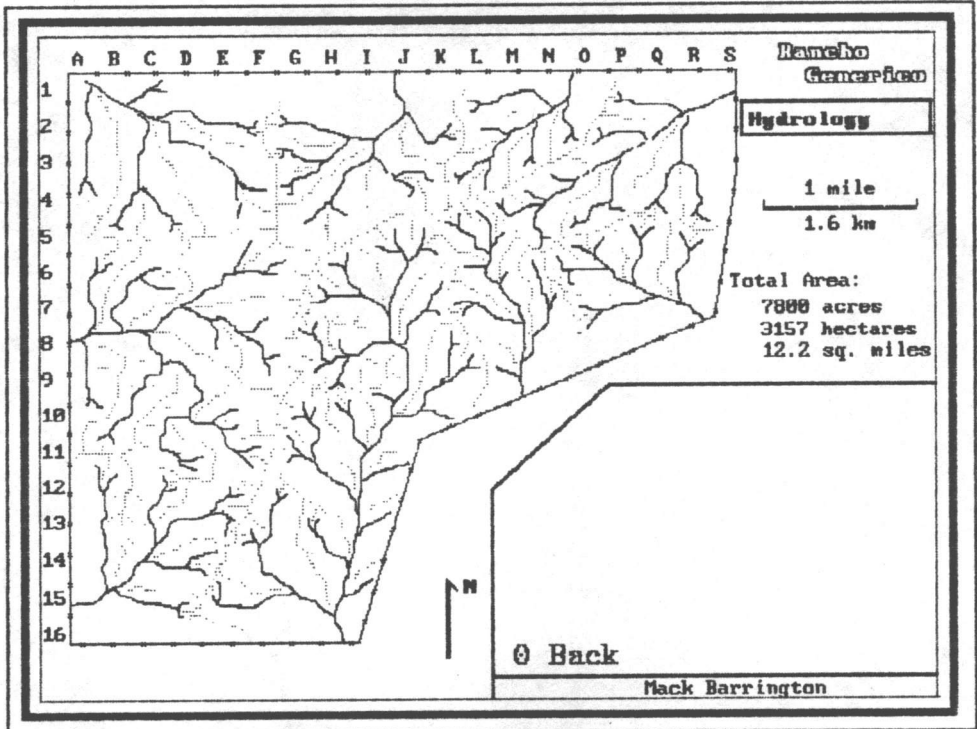 A B C D E F G H I J K L M N O P Q R S
1
2
3
4
5
6
7
8
9
10
11
12
13
14
15
16
Rancho
Generico
Hydrology
1 mile
1.6 km
Total Area:
7800 acres
3157 hectares
12.2 sq. miles
N
0 Back
Mack Barrington